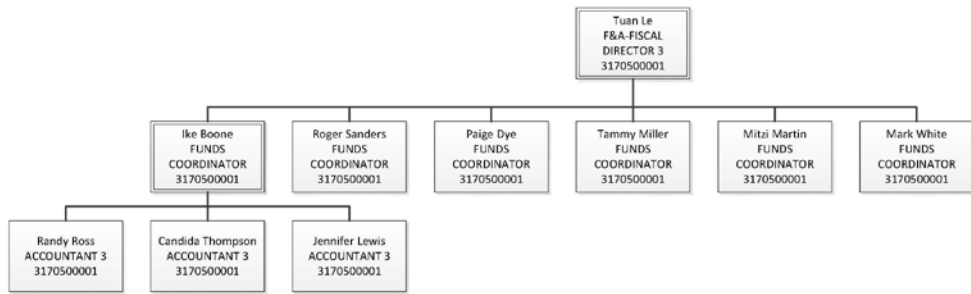 Tuan Le
F&A-FISCAL
DIRECTOR 3
3170500001
Ike Boone
FUNDS
COORDINATOR
3170500001
Roger Sanders
FUNDS
COORDINATOR
3170500001
Paige Dye
FUNDS
COORDINATOR
3170500001
Tammy Miller
FUNDS
COORDINATOR
3170500001
Mitzi Martin
FUNDS
COORDINATOR
3170500001
Mark White
FUNDS
COORDINATOR
3170500001
Randy Ross
ACCOUNTANT 3
3170500001
Candida Thompson
ACCOUNTANT 3
3170500001
Jennifer Lewis
ACCOUNTANT 3
3170500001